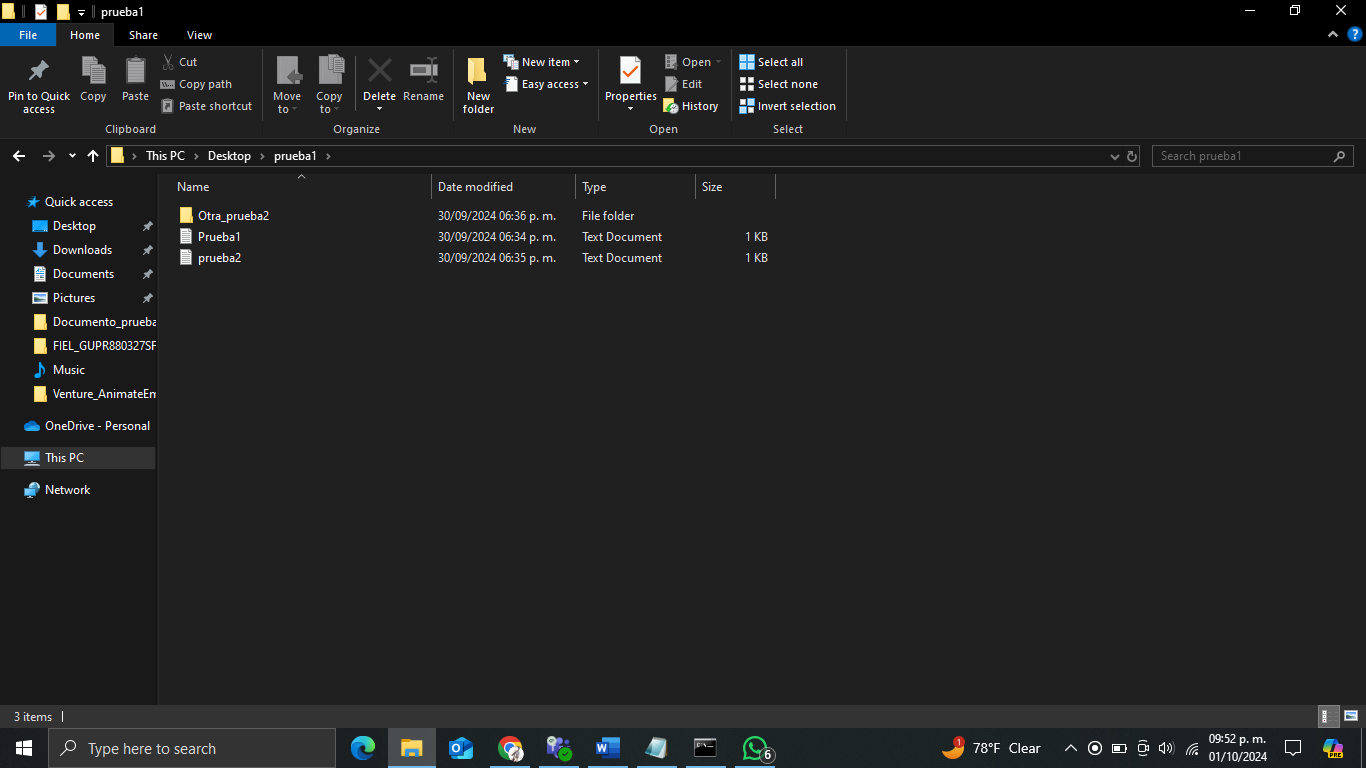 prueba1
File Home Share View
Pin to Quick access
Copy
Paste
Cut
Copy path
Paste shortcut
Clipboard
Move to
Copy to
Delete
Rename
Organize
New folder
New item
Easy access
New
Properties
Open
Edit
History
Open
Select all
Select none
Invert selection
Select
This PC > Desktop > prueba1 >
Search prueba1
Name Date modified Type Size
Otra_prueba2 30/09/2024 06:36 p. m. File folder
Prueba1 30/09/2024 06:34 p. m. Text Document 1 KB
prueba2 30/09/2024 06:35 p. m. Text Document 1 KB
Quick access
Desktop
Downloads
Documents
Pictures
Documento_prueba
FIEL_GUPR880327SF
Music
Venture_AnimateEm
OneDrive - Personal
This PC
Network
3 items
Type here to search
6
1
78°F Clear
09:52 p. m.
01/10/2024
PRE